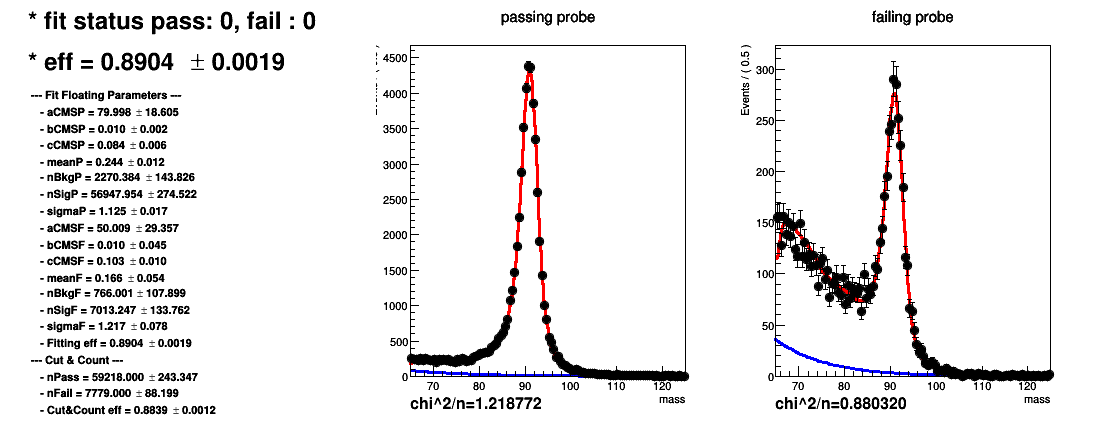 * fit status pass: 0, fail : 0
* eff = 0.8904 ± 0.0019
--- Fit Floating Parameters ---
- aCMSP = 79.998 ± 18.605
- bCMSP = 0.010 ± 0.002
- cCMSP = 0.084 ± 0.006
- meanP = 0.244 ± 0.012
- nBkgP = 2270.384 ± 143.826
- nSigP = 56947.954 ± 274.522
- sigmaP = 1.125 ± 0.017
- aCMSF = 50.009 ± 29.357
- bCMSF = 0.010 ± 0.045
- cCMSF = 0.103 ± 0.010
- meanF = 0.166 ± 0.054
- nBkgF = 766.001 ± 107.899
- nSigF = 7013.247 ± 133.762
- sigmaF = 1.217 ± 0.078
- Fitting eff = 0.8904 ± 0.0019
--- Cut & Count ---
- nPass = 59218.000 ± 243.347
- nFail = 7779.000 ± 88.199
- Cut&Count eff = 0.8839 ± 0.0012
passing probe
4500
4000
3500
3000
2500
2000
1500
1000
500
0
70 80 90 100 110 120
mass
chi^2/n=1.218772
failing probe
Events / ( 0.5 )
300
250
200
150
100
50
0
70 80 90 100 110 120
mass
chi^2/n=0.880320